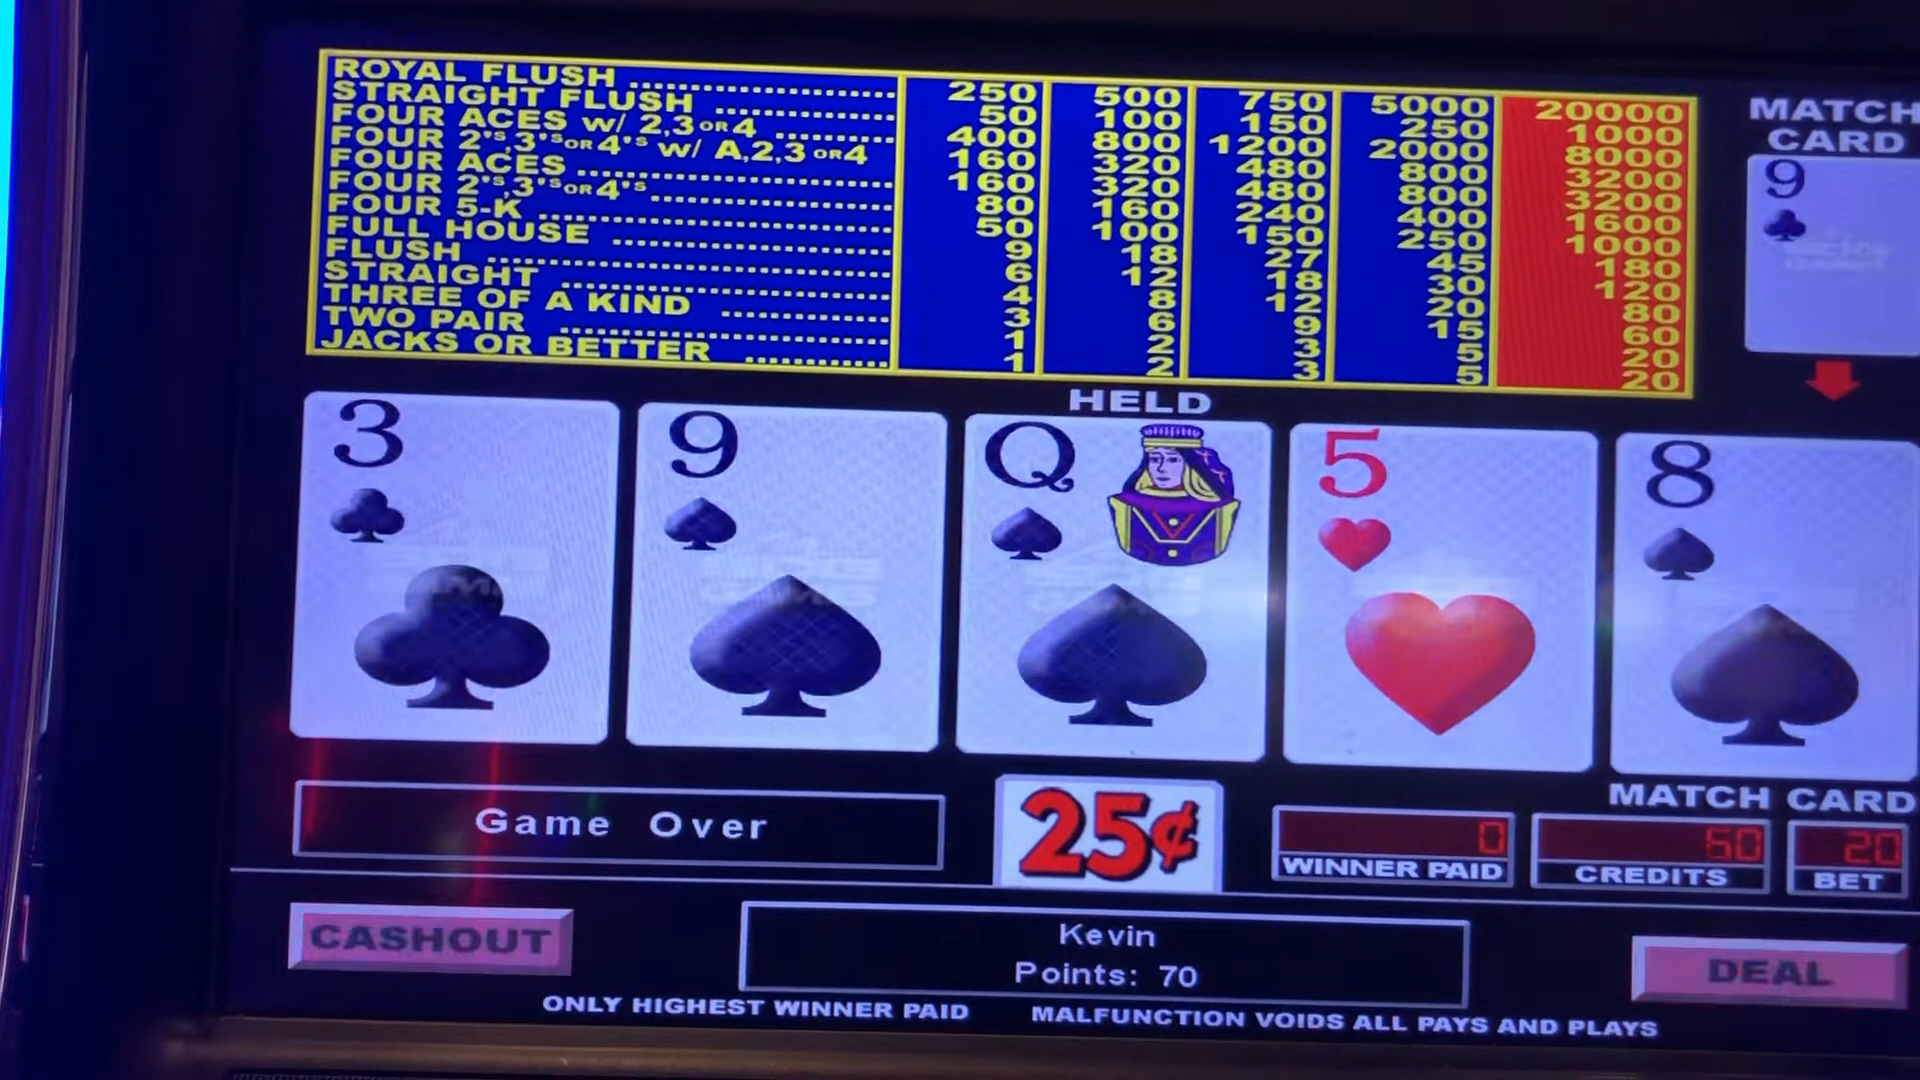 ROYAL FLUSH .................... 250 500 750 5000 20000
STRAIGHT FLUSH .............. 50 100 150 250 1000
FOUR ACES w/ 2,3 OR 4 ......... 400 800 1200 2000 8000
FOUR 2's,3's OR 4's w/ A,2,3 OR 4 160 320 480 800 3200
FOUR ACES ........................ 160 320 480 800 3200
FOUR 2's,3's OR 4's .................. 80 160 240 400 1600
FOUR 5-K .......................... 50 100 150 250 1000
FULL HOUSE ..................... 9 18 27 45 180
FLUSH .............................. 6 12 18 30 120
STRAIGHT ........................ 4 8 12 20 80
THREE OF A KIND ............. 3 6 9 15 60
TWO PAIR ........................ 1 2 3 5 20
JACKS OR BETTER ........... 1 2 3 5 20
MATCH
CARD
9
HELD
3
9
Q
5
8
MATCH CARD
Game Over
25¢
0
WINNER PAID
60
CREDITS
20
BET
CASHOUT
Kevin
Points: 70
DEAL
ONLY HIGHEST WINNER PAID MALFUNCTION VOIDS ALL PAYS AND PLAYS